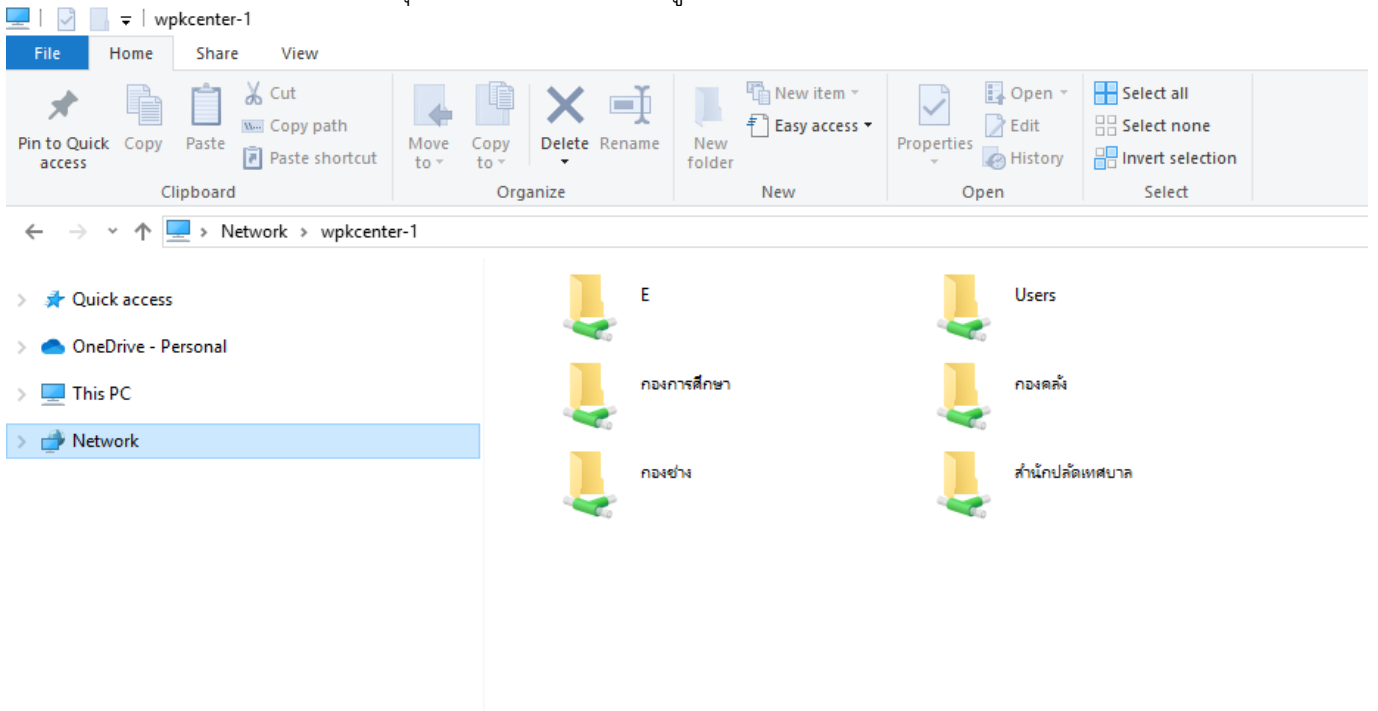 wpkcenter-1
File Home Share View
Pin to Quick access
Copy
Paste
Cut
Copy path
Paste shortcut
Clipboard
Move to
Copy to
Delete
Rename
Organize
New folder
New item
Easy access
New
Properties
Open
Edit
History
Open
Select all
Select none
Invert selection
Select
Network > wpkcenter-1
Quick access
OneDrive - Personal
This PC
Network
E
Users
กองการศึกษา
กองคลัง
กองช่าง
สำนักปลัดเทศบาล